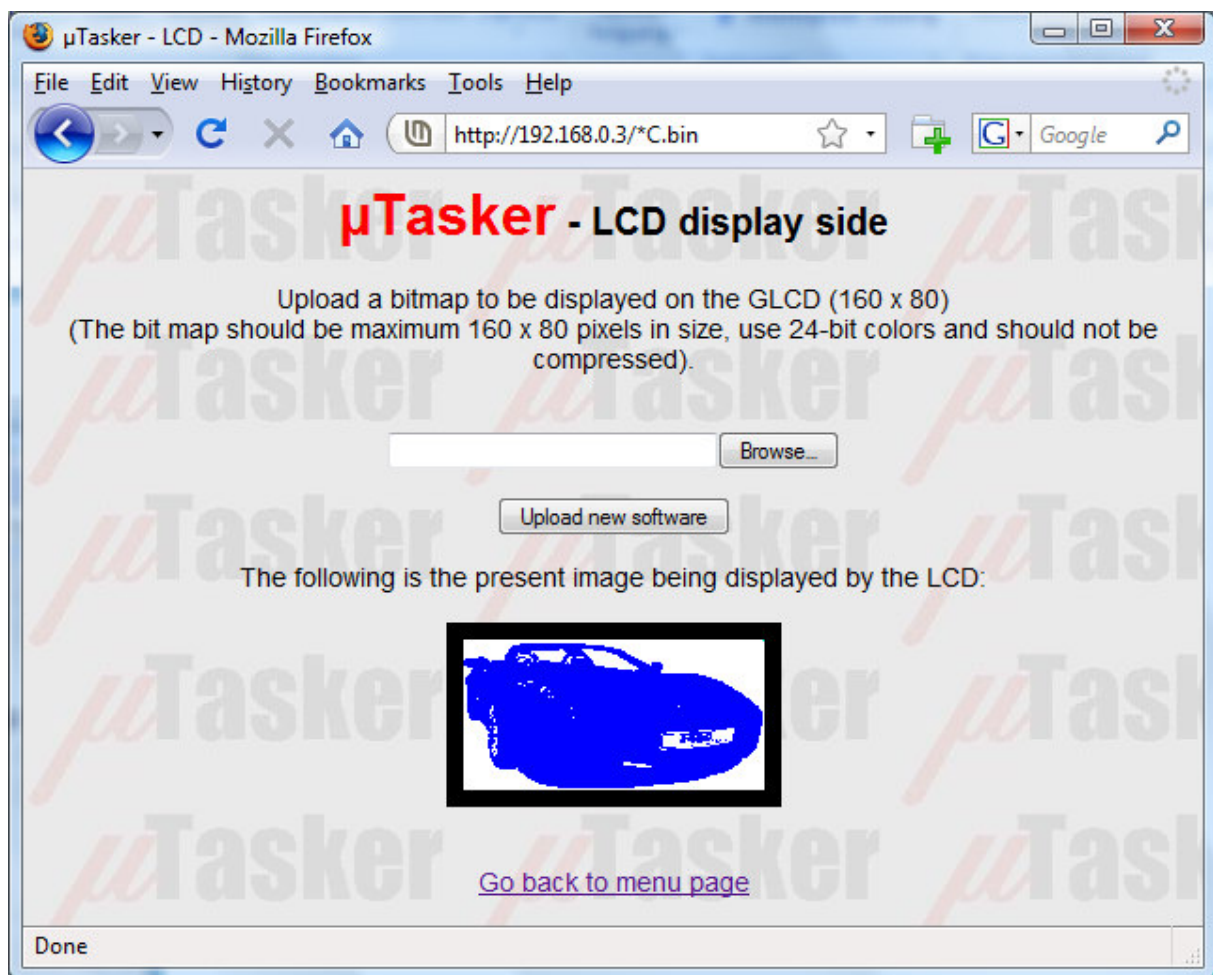 µTasker - LCD - Mozilla Firefox
File Edit View History Bookmarks Tools Help
http://192.168.0.3/*C.bin
G Google
µTasker - LCD display side
Upload a bitmap to be displayed on the GLCD (160 x 80)
(The bit map should be maximum 160 x 80 pixels in size, use 24-bit colors and should not be
compressed).
Browse...
Upload new software
The following is the present image being displayed by the LCD:
Go back to menu page
Done